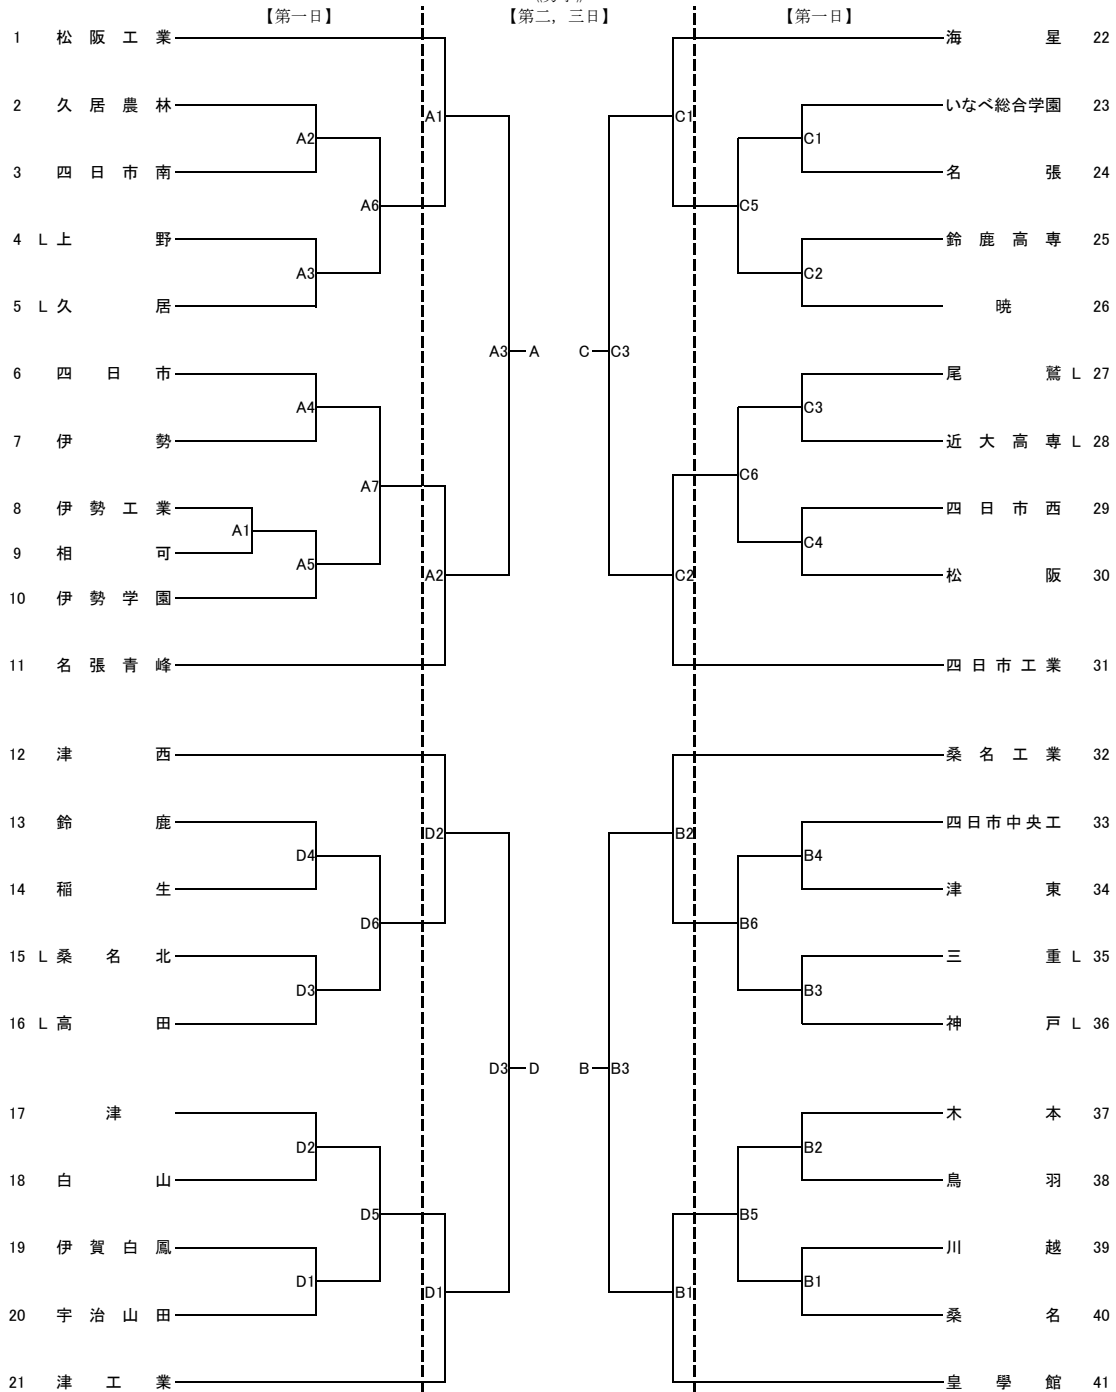 【第一日】 【第二，三日】 【第一日】
1 松阪工業 海星 22
2 久居農林 いなべ総合学園 23
A1 C1
A2 C1
3 四日市南 名張 24
A6 C5
4 L 上野 鈴鹿高専 25
A3 C2
5 L 久居 暁 26
A3 A C C3
6 四日市 尾鷲 L 27
A4 C3
7 伊勢 近大高専 L 28
A7 C6
8 伊勢工業 四日市西 29
A1
C4
9 相可
A5
A2 C2
松阪 30
10 伊勢学園
11 名張青峰 四日市工業 31
12 津西 桑名工業 32
13 鈴鹿 四日市中央工 33
D2 B2
D4 B4
14 稲生 津東 34
D6 B6
15 L 桑名北 三重 L 35
D3 B3
16 L 高田 神戸 L 36
D3 D B B3
17 津 木本 37
D2 B2
18 白山 鳥羽 38
D5 B5
19 伊賀白鳳 川越 39
D1 B1
D1 B1
20 宇治山田 桑名 40
21 津工業 皇學館 41